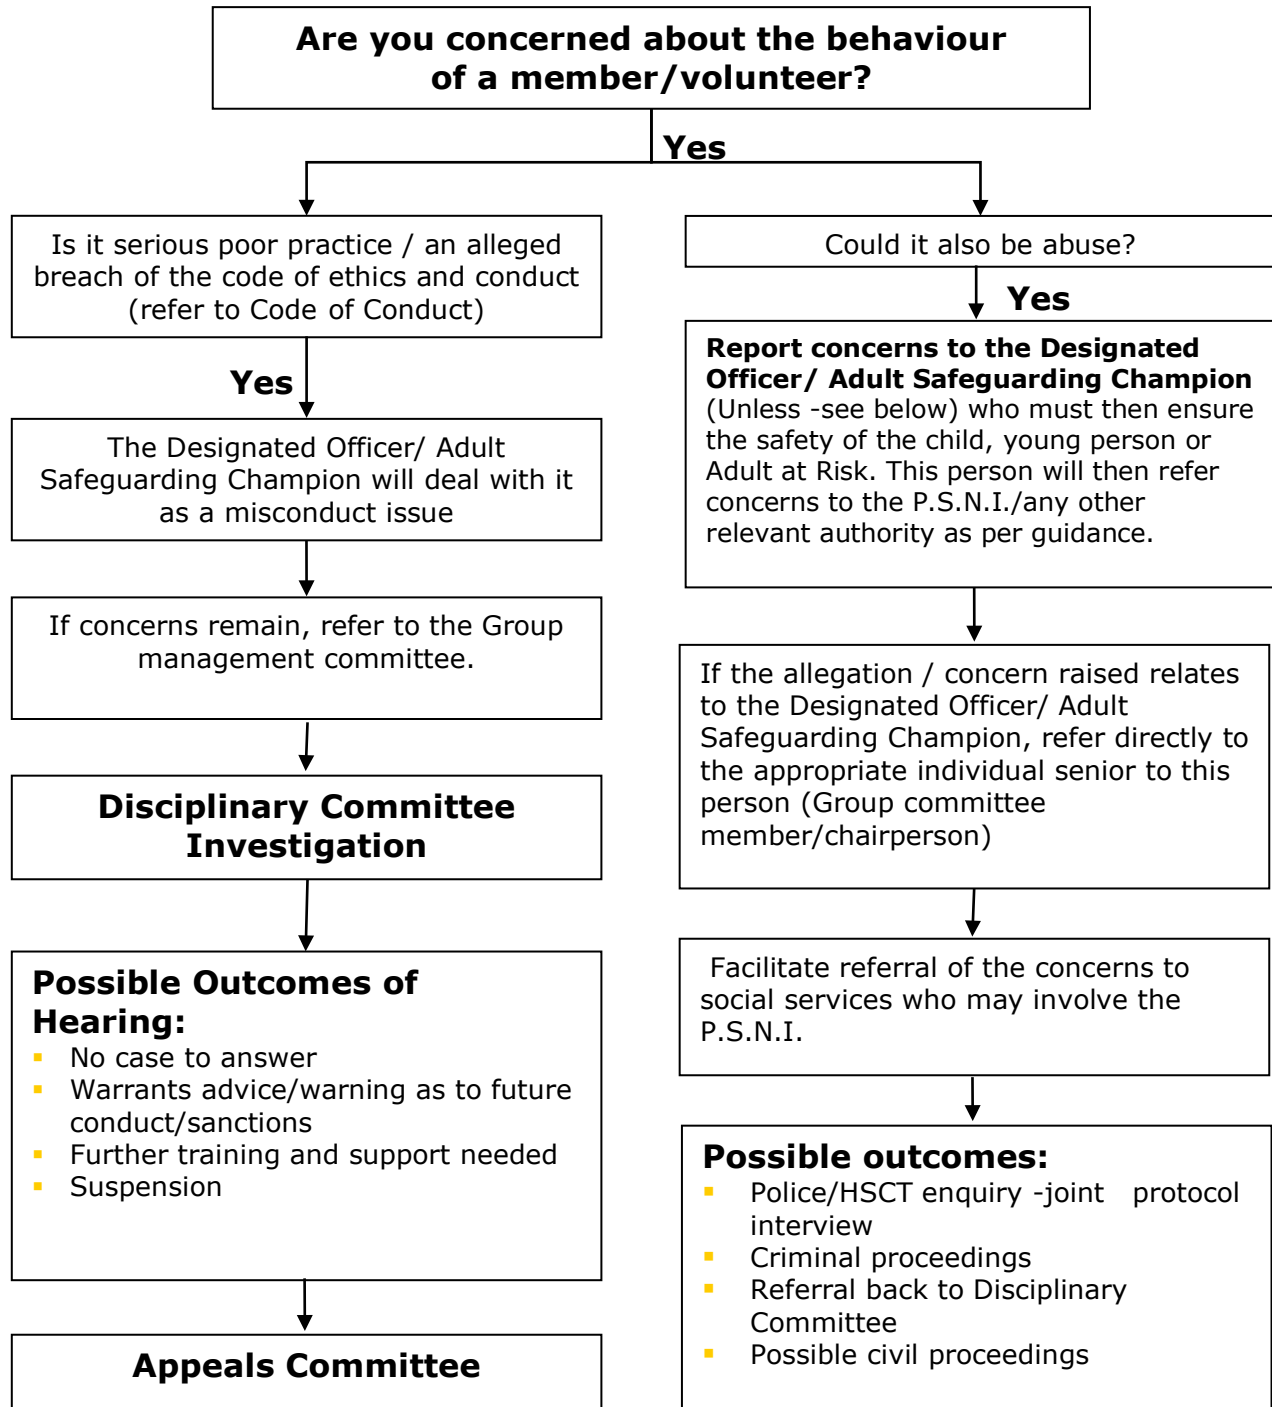 Are you concerned about the behaviour
of a member/volunteer?
Yes
Is it serious poor practice / an alleged
breach of the code of ethics and conduct
(refer to Code of Conduct)
Yes
The Designated Officer/ Adult
Safeguarding Champion will deal with it
as a misconduct issue
If concerns remain, refer to the Group
management committee.
Disciplinary Committee
Investigation
Possible Outcomes of
Hearing:
▪ No case to answer
▪ Warrants advice/warning as to future
conduct/sanctions
▪ Further training and support needed
▪ Suspension
Appeals Committee
Could it also be abuse?
Yes
Report concerns to the Designated
Officer/ Adult Safeguarding Champion
(Unless -see below) who must then ensure
the safety of the child, young person or
Adult at Risk. This person will then refer
concerns to the P.S.N.I./any other
relevant authority as per guidance.
If the allegation / concern raised relates
to the Designated Officer/ Adult
Safeguarding Champion, refer directly to
the appropriate individual senior to this
person (Group committee
member/chairperson)
Facilitate referral of the concerns to
social services who may involve the
P.S.N.I.
Possible outcomes:
▪ Police/HSCT enquiry -joint protocol
interview
▪ Criminal proceedings
▪ Referral back to Disciplinary
Committee
▪ Possible civil proceedings